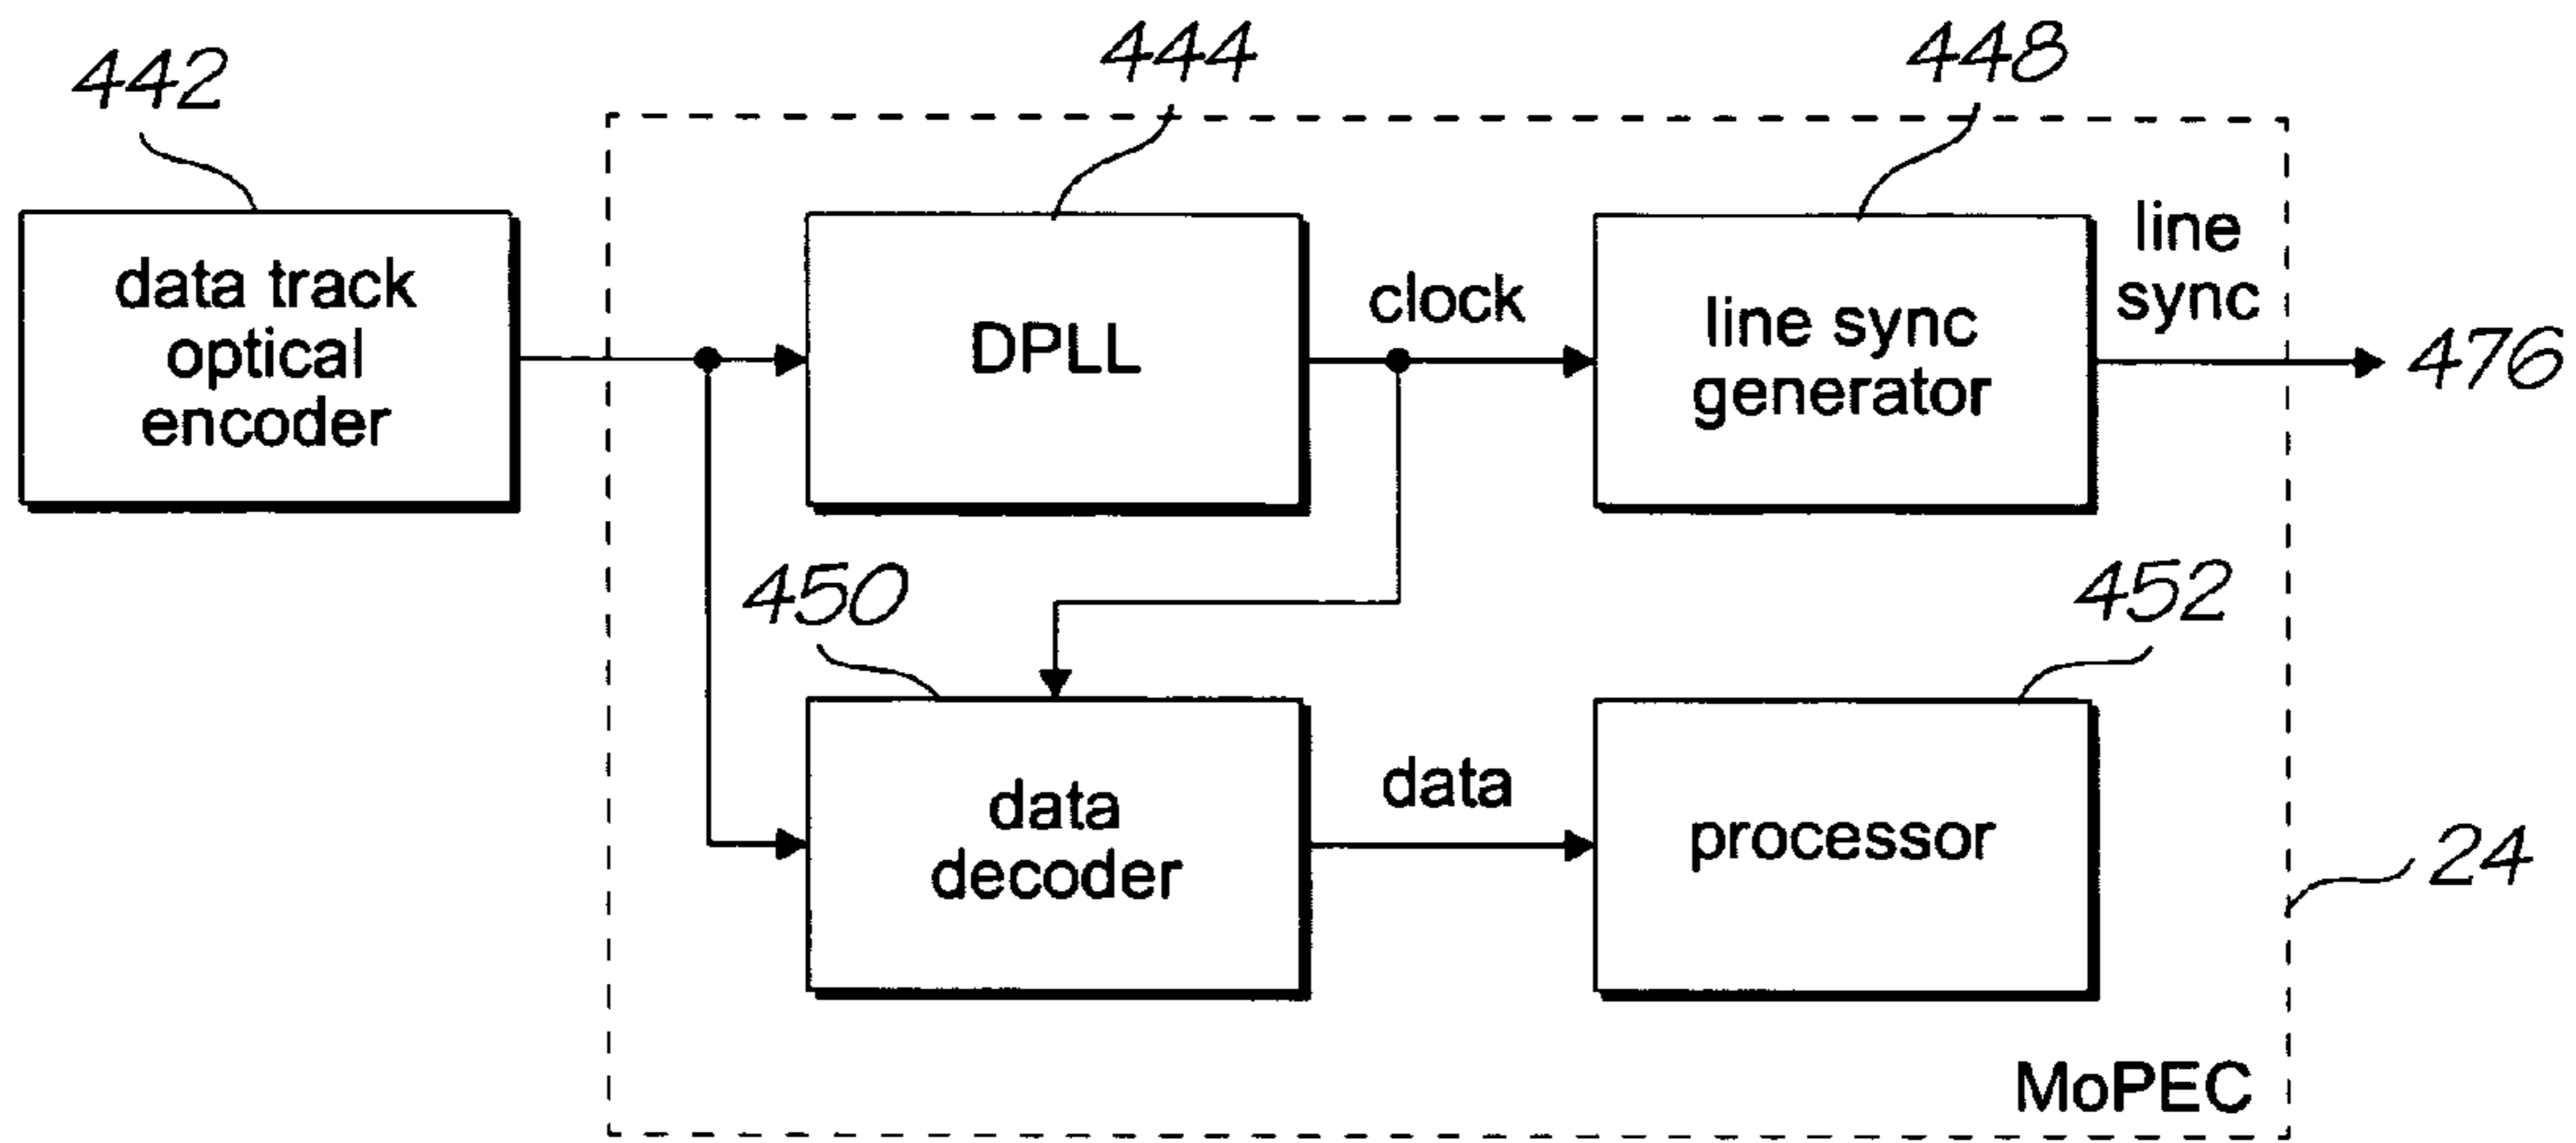 442
444
448
data track
optical
encoder
DPLL
clock
line sync
generator
line
sync
476
450
452
data
decoder
data
processor
24
MoPEC